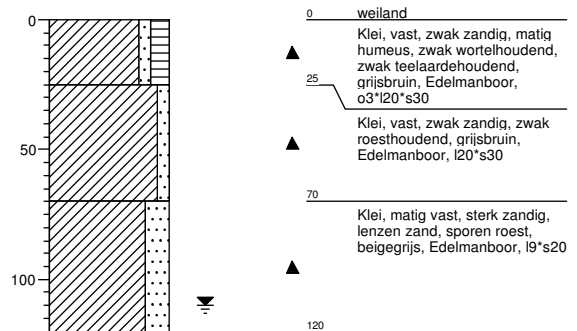 0
50
100
0 weiland
Klei, vast, zwak zandig, matig
humeus, zwak wortelhoudend,
zwak teelaardehoudend,
grijsbruin, Edelmanboor,
o3*l20*s30
25
Klei, vast, zwak zandig, zwak
roesthoudend, grijsbruin,
Edelmanboor, l20*s30
70
Klei, matig vast, sterk zandig,
lenzen zand, sporen roest,
beigegrijs, Edelmanboor, l9*s20
120